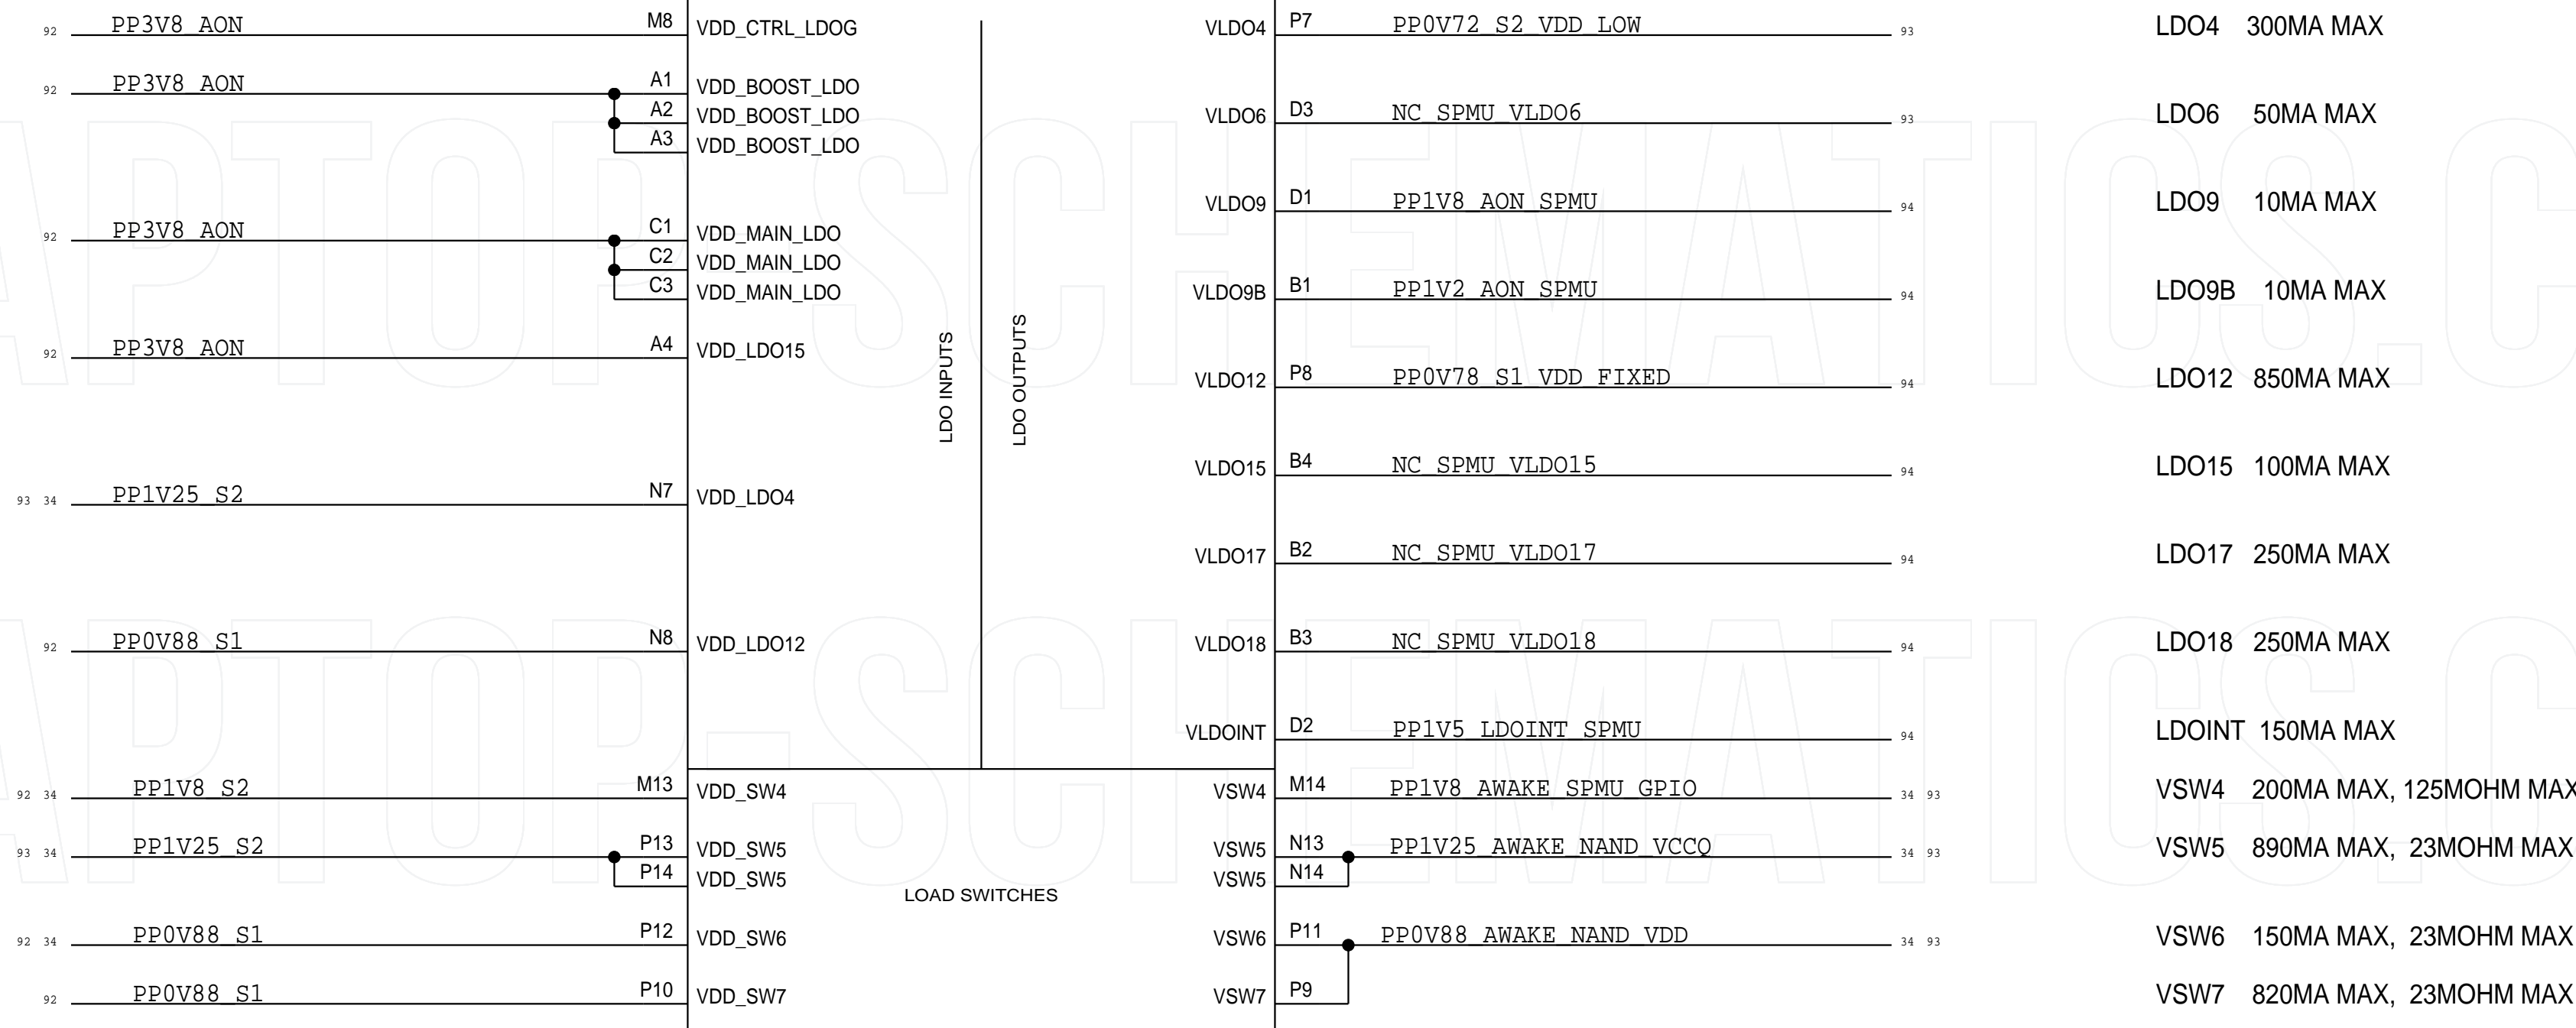 92 PP3V8_AON M8 VDD_CTRL_LDOG VLDO4 P7 PP0V72_S2_VDD_LOW 93 LDO4 300MA MAX
92 PP3V8_AON A1 VDD_BOOST_LDO
A2 VDD_BOOST_LDO VLDO6 D3 NC_SPMU_VLDO6 93 LDO6 50MA MAX
A3 VDD_BOOST_LDO
VLDO9 D1 PP1V8_AON_SPMU 94 LDO9 10MA MAX
92 PP3V8_AON C1 VDD_MAIN_LDO
C2 VDD_MAIN_LDO
C3 VDD_MAIN_LDO VLDO9B B1 PP1V2_AON_SPMU 94 LDO9B 10MA MAX
92 PP3V8_AON A4 VDD_LDO15
LDO INPUTS
LDO OUTPUTS
VLDO12 P8 PP0V78_S1_VDD_FIXED 94 LDO12 850MA MAX
VLDO15 B4 NC_SPMU_VLDO15 94 LDO15 100MA MAX
93 34 PP1V25_S2 N7 VDD_LDO4
VLDO17 B2 NC_SPMU_VLDO17 94 LDO17 250MA MAX
92 PP0V88_S1 N8 VDD_LDO12 VLDO18 B3 NC_SPMU_VLDO18 94 LDO18 250MA MAX
VLDOINT D2 PP1V5_LDOINT_SPMU 94 LDOINT 150MA MAX
92 34 PP1V8_S2 M13 VDD_SW4 VSW4 M14 PP1V8_AWAKE_SPMU_GPIO 34 93 VSW4 200MA MAX, 125MOHM MAX
93 34 PP1V25_S2 P13 VDD_SW5 VSW5 N13 PP1V25_AWAKE_NAND_VCCQ 34 93 VSW5 890MA MAX, 23MOHM MAX
P14 VDD_SW5 VSW5 N14
LOAD SWITCHES
92 34 PP0V88_S1 P12 VDD_SW6 VSW6 P11 PP0V88_AWAKE_NAND_VDD 34 93 VSW6 150MA MAX, 23MOHM MAX
92 PP0V88_S1 P10 VDD_SW7 VSW7 P9 VSW7 820MA MAX, 23MOHM MAX
APTOP-SCHEMATICS.C
APTOP-SCHEMATICS.C